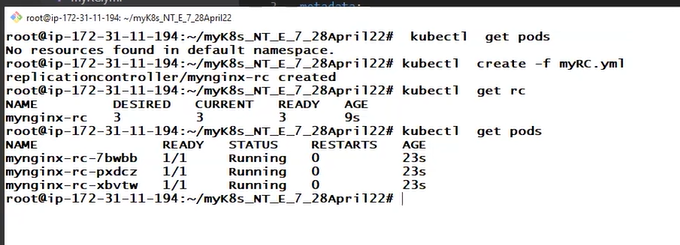 metadata:
root@ip-172-31-11-194: ~/myK8s_NT_E_7_28April22
root@ip-172-31-11-194:~/myK8s_NT_E_7_28April22#  kubectl  get pods
No resources found in default namespace.
root@ip-172-31-11-194:~/myK8s_NT_E_7_28April22# kubectl  create -f myRC.yml
replicationcontroller/mynginx-rc created
root@ip-172-31-11-194:~/myK8s_NT_E_7_28April22# kubectl  get rc
NAME         DESIRED   CURRENT   READY   AGE
mynginx-rc   3         3         3       9s
root@ip-172-31-11-194:~/myK8s_NT_E_7_28April22# kubectl  get pods
NAME               READY   STATUS    RESTARTS   AGE
mynginx-rc-7bwbb   1/1     Running   0          23s
mynginx-rc-pxdcz   1/1     Running   0          23s
mynginx-rc-xbvtw   1/1     Running   0          23s
root@ip-172-31-11-194:~/myK8s_NT_E_7_28April22#